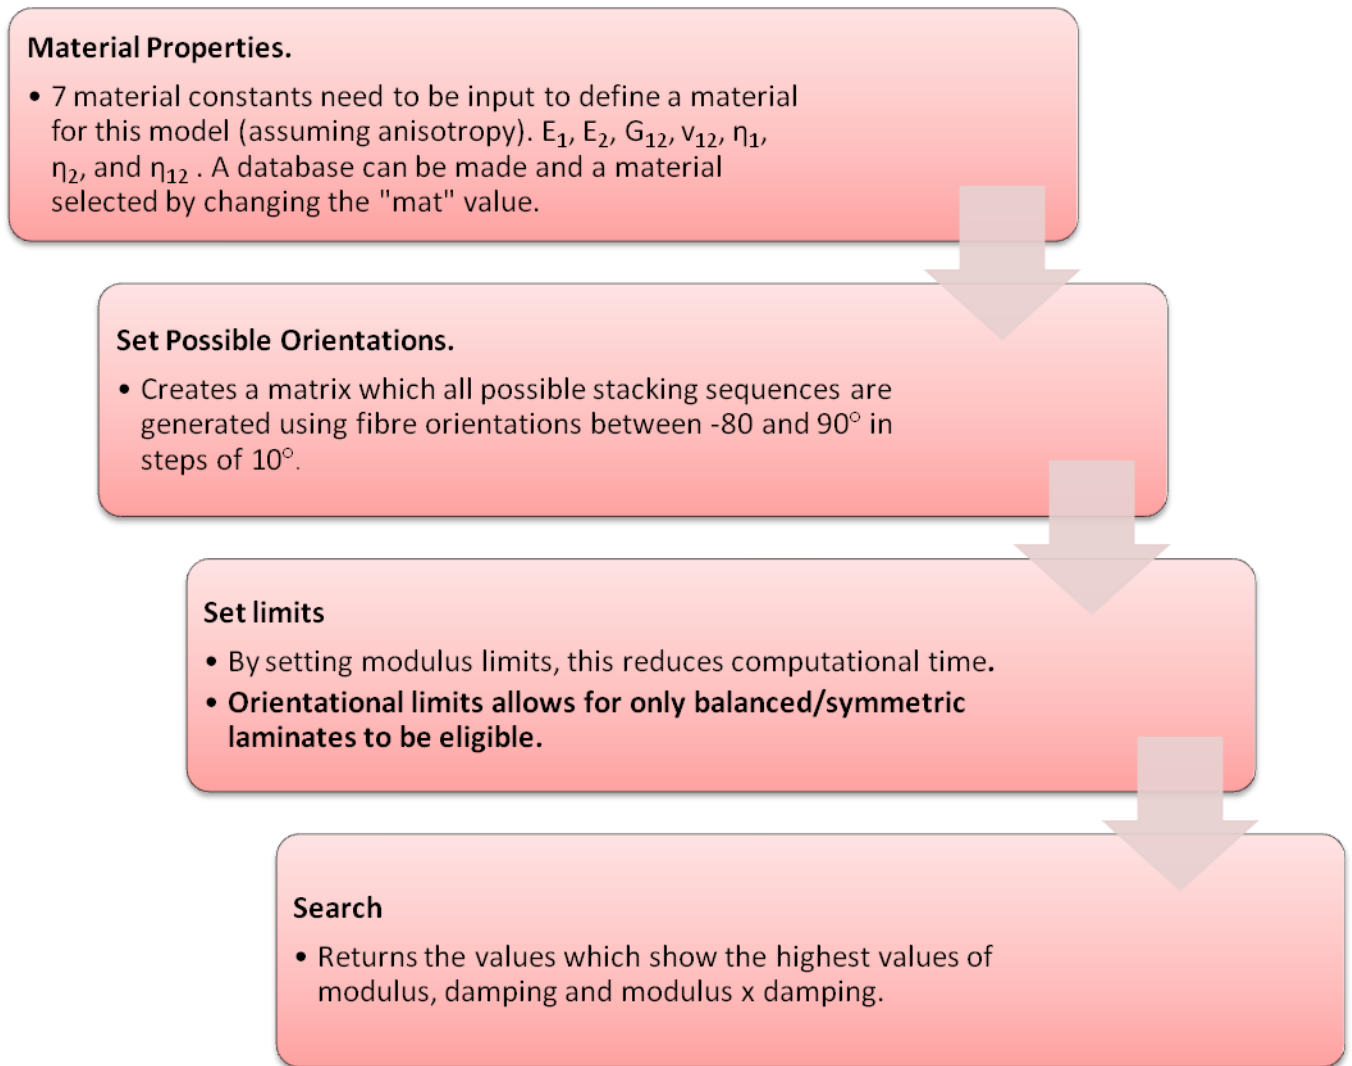 Material Properties.
• 7 material constants need to be input to define a material
for this model (assuming anisotropy). E₁, E₂, G₁₂, ν₁₂, η₁,
η₂, and η₁₂ . A database can be made and a material
selected by changing the "mat" value.
Set Possible Orientations.
• Creates a matrix which all possible stacking sequences are
generated using fibre orientations between -80 and 90° in
steps of 10°.
Set limits
• By setting modulus limits, this reduces computational time.
• Orientational limits allows for only balanced/symmetric
laminates to be eligible.
Search
• Returns the values which show the highest values of
modulus, damping and modulus x damping.